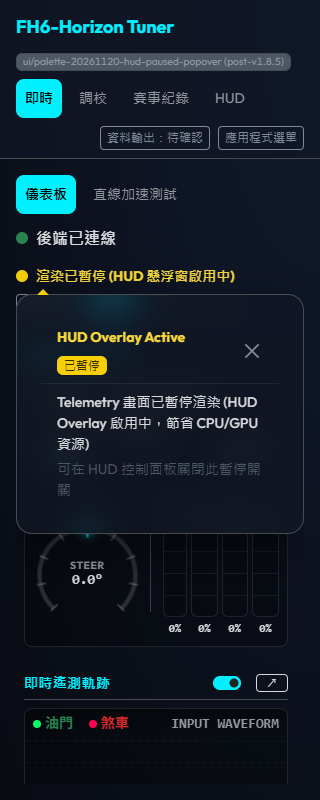 FH6-Horizon Tuner
ui/palette-20261120-hud-paused-popover (post-v1.8.5)
即時 調校 賽事紀錄 HUD
資料輸出：待確認 應用程式選單
儀表板 直線加速測試
後端已連線
渲染已暫停 (HUD 懸浮窗啟用中)
HUD Overlay Active
已暫停
Telemetry 畫面已暫停渲染 (HUD
Overlay 啟用中，節省 CPU/GPU
資源)
可在 HUD 控制面板關閉此暫停開
關
STEER
0.0°
0% 0% 0% 0%
即時遙測軌跡 ↗
油門 煞車 INPUT WAVEFORM